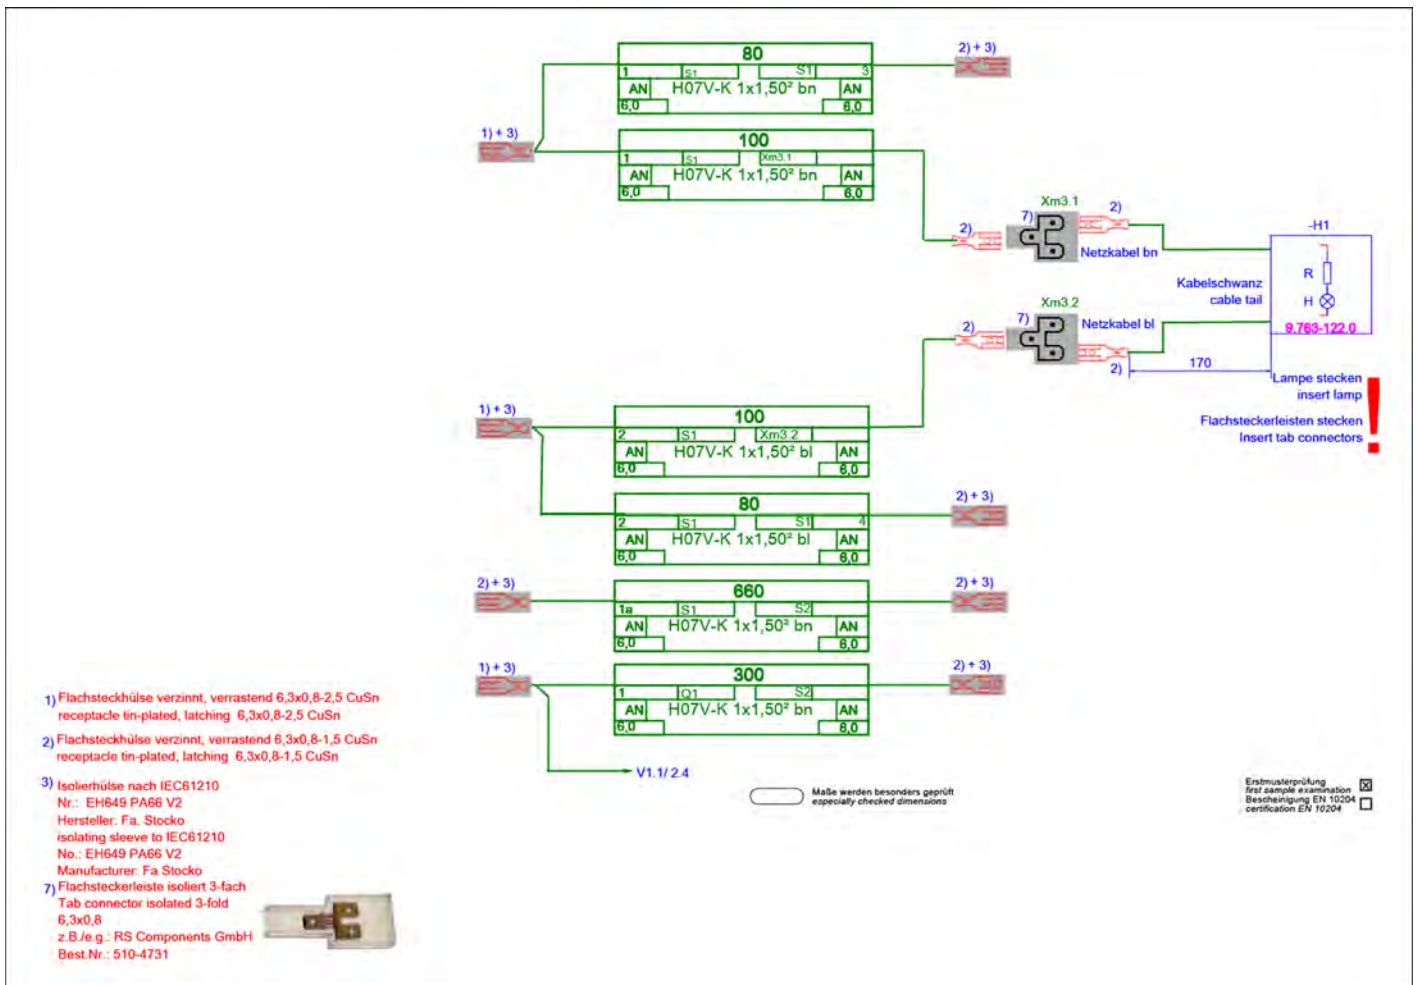 80
2) + 3)
1
S1
S1
3
AN
H07V-K 1x1,50² bn
AN
6,0
6,0
1) + 3)
100
1
S1
Xm3.1
AN
H07V-K 1x1,50² bn
AN
6,0
6,0
Xm3.1
7)
2)
2)
Netzkabel bn
-H1
R
H
9.763-122.0
Kabelschwanz
cable tail
Xm3.2
7)
2)
Netzkabel bl
2)
170
Lampe stecken
insert lamp
Flachsteckerleisten stecken
Insert tab connectors
!
1) + 3)
100
2
S1
Xm3.2
AN
H07V-K 1x1,50² bl
AN
6,0
6,0
80
2) + 3)
2
S1
S1
4
AN
H07V-K 1x1,50² bl
AN
6,0
6,0
2) + 3)
660
2) + 3)
1a
S1
S2
AN
H07V-K 1x1,50² bn
AN
6,0
6,0
1) + 3)
300
2) + 3)
1
Q1
S2
AN
H07V-K 1x1,50² bn
AN
6,0
6,0
V1.1/ 2.4
1) Flachsteckhülse verzinnt, verrastend 6,3x0,8-2,5 CuSn
receptacle tin-plated, latching 6,3x0,8-2,5 CuSn
2) Flachsteckhülse verzinnt, verrastend 6,3x0,8-1,5 CuSn
receptacle tin-plated, latching 6,3x0,8-1,5 CuSn
3) Isolierhülse nach IEC61210
Nr.: EH649 PA66 V2
Hersteller: Fa. Stocko
isolating sleeve to IEC61210
No.: EH649 PA66 V2
Manufacturer: Fa Stocko
7) Flachsteckerleiste isoliert 3-fach
Tab connector isolated 3-fold
6,3x0,8
z.B./e.g.: RS Components GmbH
Best.Nr.: 510-4731
Maße werden besonders geprüft
especially checked dimensions
Erstmusterprüfung
first sample examination
Bescheinigung EN 10204
certification EN 10204